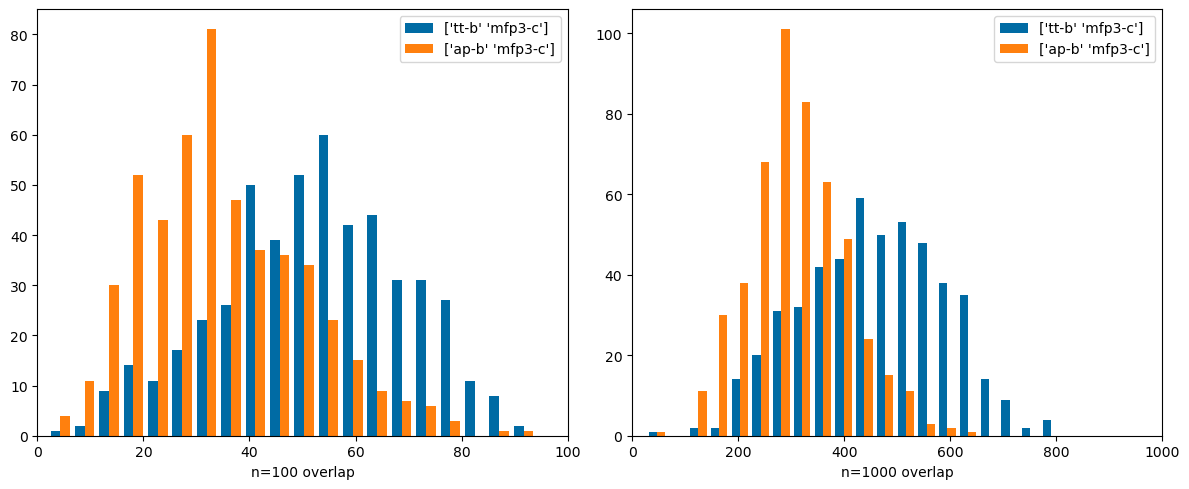 ['tt-b' 'mfp3-c']
['ap-b' 'mfp3-c']
80
70
60
50
40
30
20
10
0
0 20 40 60 80 100
n=100 overlap
['tt-b' 'mfp3-c']
['ap-b' 'mfp3-c']
100
80
60
40
20
0
0 200 400 600 800 1000
n=1000 overlap